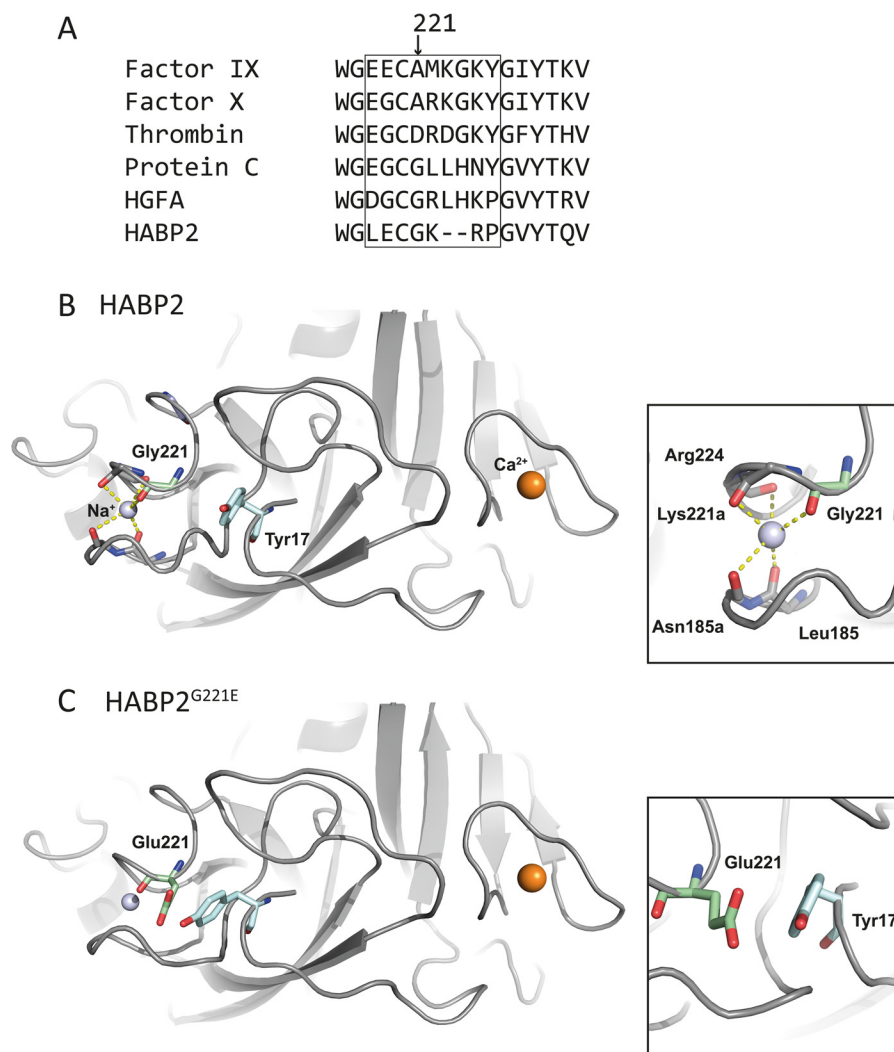 A
221
Factor IX WGEECAMKGKYGIYTKV
Factor X WGEGCARKGKYGIYTKV
Thrombin WGEGCDRDGKYGFYTHV
Protein C WGEGCGLLHNYGVYTKV
HGFA WGDGCGRLHKPGVYTRV
HABP2 WGLECGK--RPGVYTQV
B HABP2
Gly221
Na⁺
Tyr17
Ca²⁺
Arg224
Lys221a
Gly221
Asn185a
Leu185
C HABP2ᴳ²²¹ᴱ
Glu221
Glu221
Tyr17